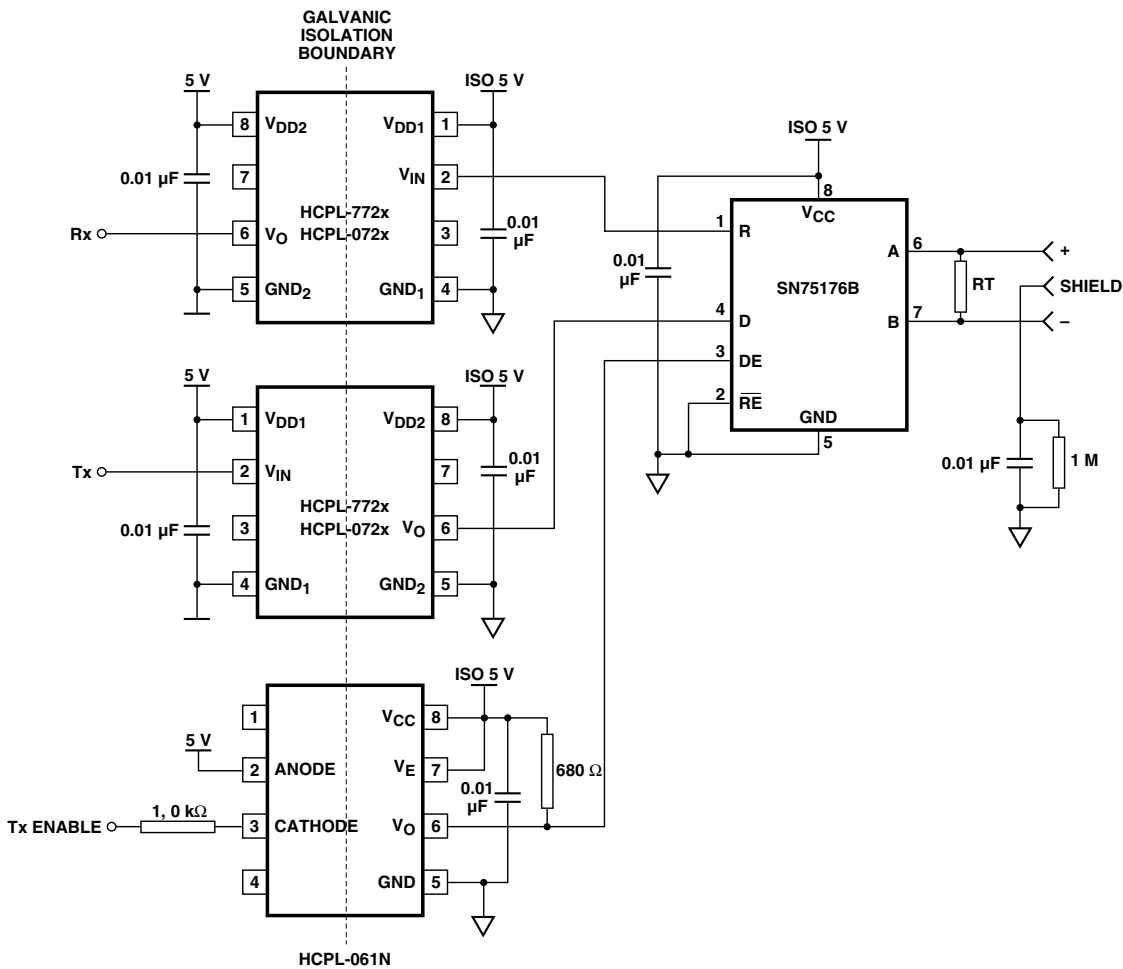 GALVANIC
ISOLATION
BOUNDARY
5 V
ISO 5 V
8 VDD2
VDD1 1
7
VIN 2
0.01 µF
HCPL-772x
HCPL-072x
Rx
6 VO
3
0.01
µF
5 GND2
GND1 4
5 V
ISO 5 V
1 VDD1
VDD2 8
Tx
2 VIN
7
0.01
µF
HCPL-772x
HCPL-072x
0.01 µF
3
VO 6
4 GND1
GND2 5
ISO 5 V
1
VCC 8
5 V
2 ANODE
VE 7
680 Ω
0.01
µF
1, 0 kΩ
Tx ENABLE
3 CATHODE
VO 6
4
GND 5
HCPL-061N
ISO 5 V
8
VCC
1
R
A
6
+
0.01
µF
SN75176B
RT
SHIELD
4
D
B
7
–
3
DE
2
RE
GND
5
0.01 µF
1 M